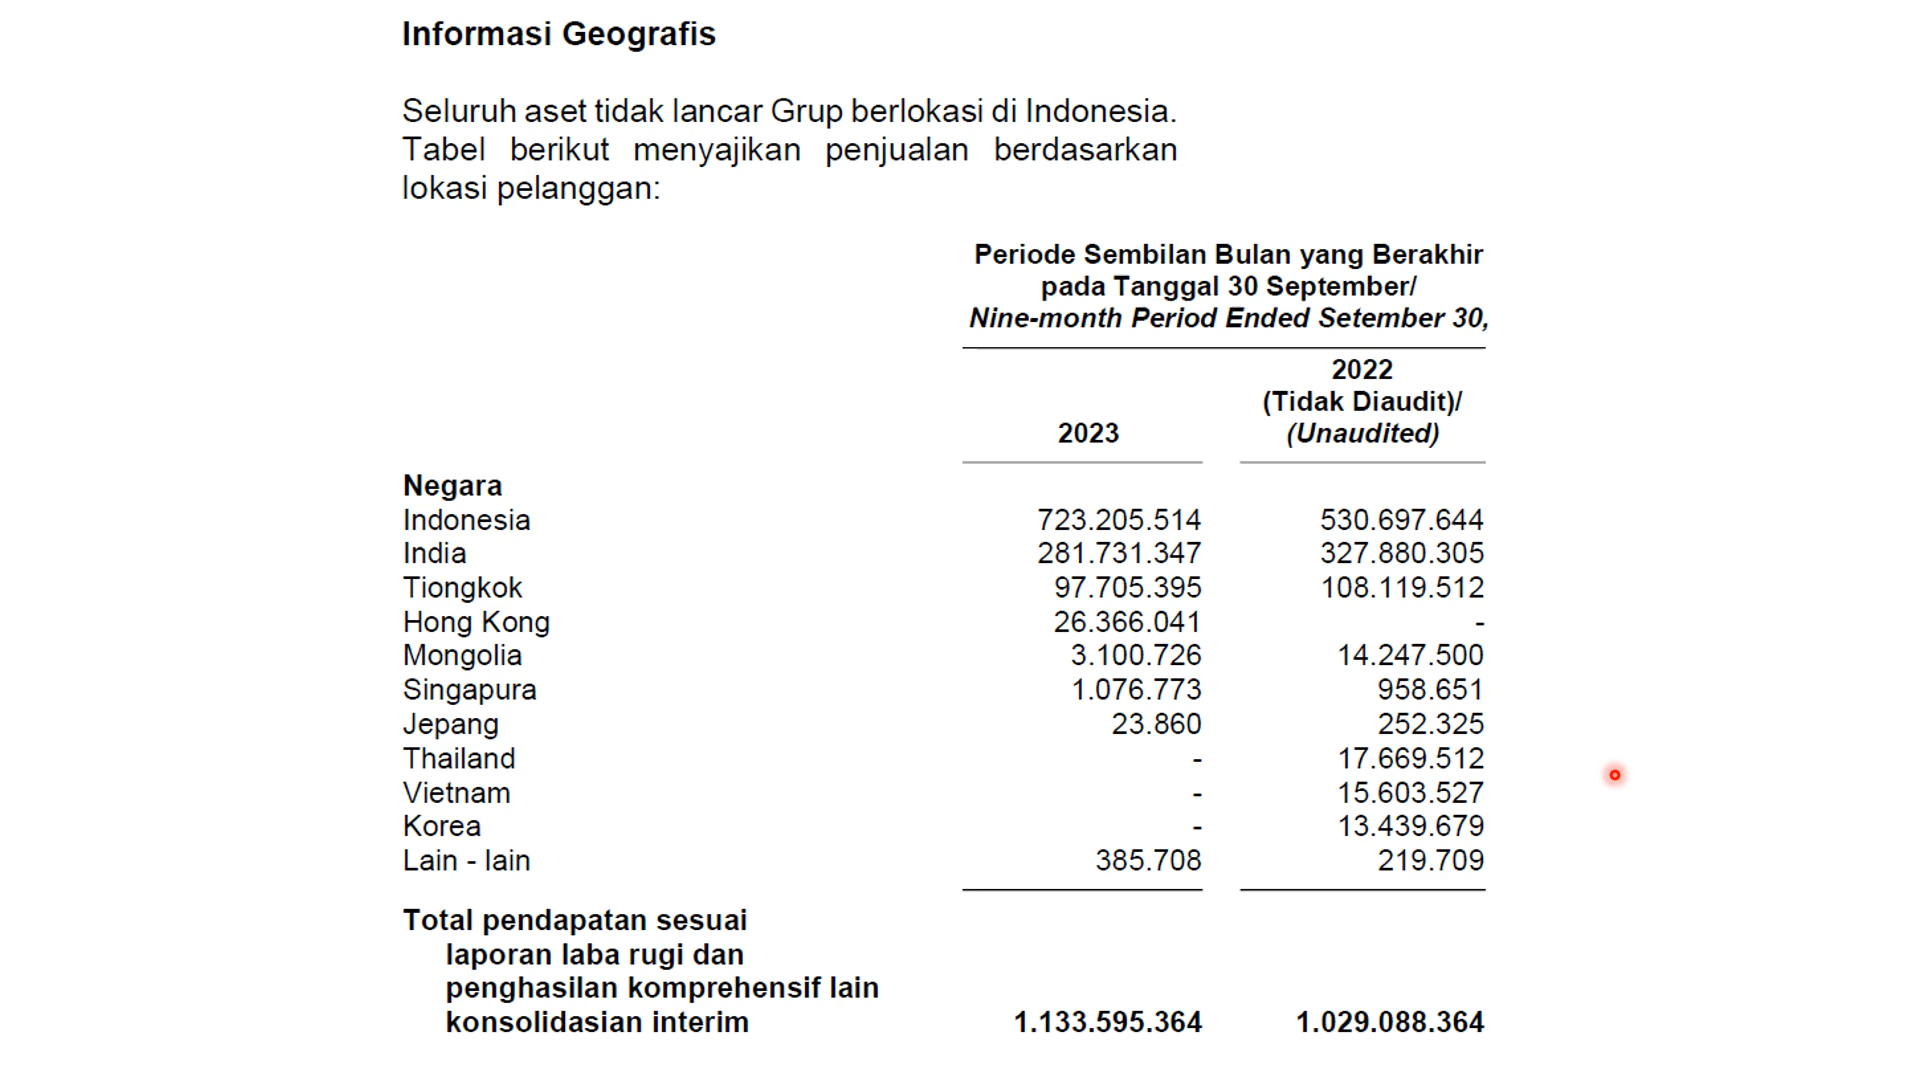 Informasi Geografis
Seluruh aset tidak lancar Grup berlokasi di Indonesia.
Tabel berikut menyajikan penjualan berdasarkan
lokasi pelanggan:
Periode Sembilan Bulan yang Berakhir
pada Tanggal 30 September/
Nine-month Period Ended Setember 30,
2022
(Tidak Diaudit)/
2023 (Unaudited)
Negara
Indonesia 723.205.514 530.697.644
India 281.731.347 327.880.305
Tiongkok 97.705.395 108.119.512
Hong Kong 26.366.041 -
Mongolia 3.100.726 14.247.500
Singapura 1.076.773 958.651
Jepang 23.860 252.325
Thailand - 17.669.512
Vietnam - 15.603.527
Korea - 13.439.679
Lain - lain 385.708 219.709
Total pendapatan sesuai
laporan laba rugi dan
penghasilan komprehensif lain
konsolidasian interim 1.133.595.364 1.029.088.364